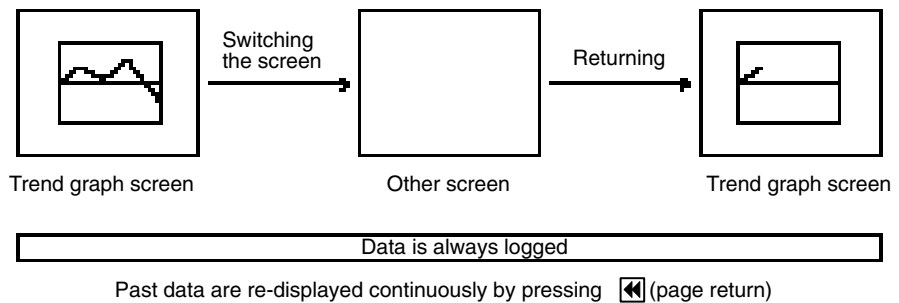 Switching
the screen
Returning
Trend graph screen
Other screen
Trend graph screen
Data is always logged
Past data are re-displayed continuously by pressing (page return)